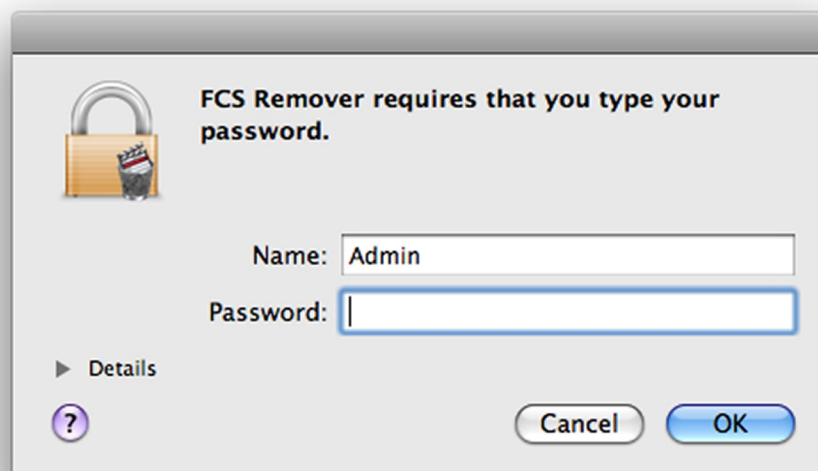 FCS Remover requires that you type your
password.
Name: Admin
Password:
Details
? Cancel OK